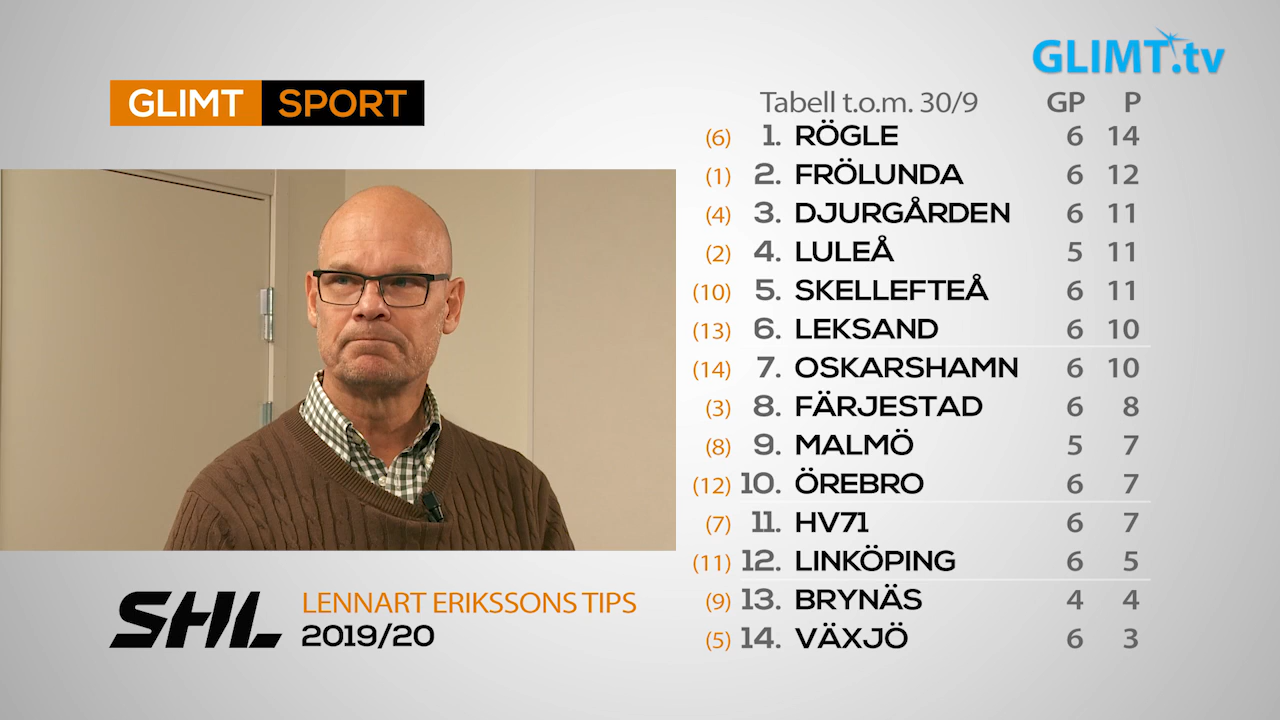 GLIMT.tv
GLIMT SPORT
Tabell t.o.m. 30/9 GP P
(6) 1. RÖGLE 6 14
(1) 2. FRÖLUNDA 6 12
(4) 3. DJURGÅRDEN 6 11
(2) 4. LULEÅ 5 11
(10) 5. SKELLEFTEÅ 6 11
(13) 6. LEKSAND 6 10
(14) 7. OSKARSHAMN 6 10
(3) 8. FÄRJESTAD 6 8
(8) 9. MALMÖ 5 7
(12) 10. ÖREBRO 6 7
(7) 11. HV71 6 7
(11) 12. LINKÖPING 6 5
(9) 13. BRYNÄS 4 4
(5) 14. VÄXJÖ 6 3
SHL
LENNART ERIKSSONS TIPS
2019/20